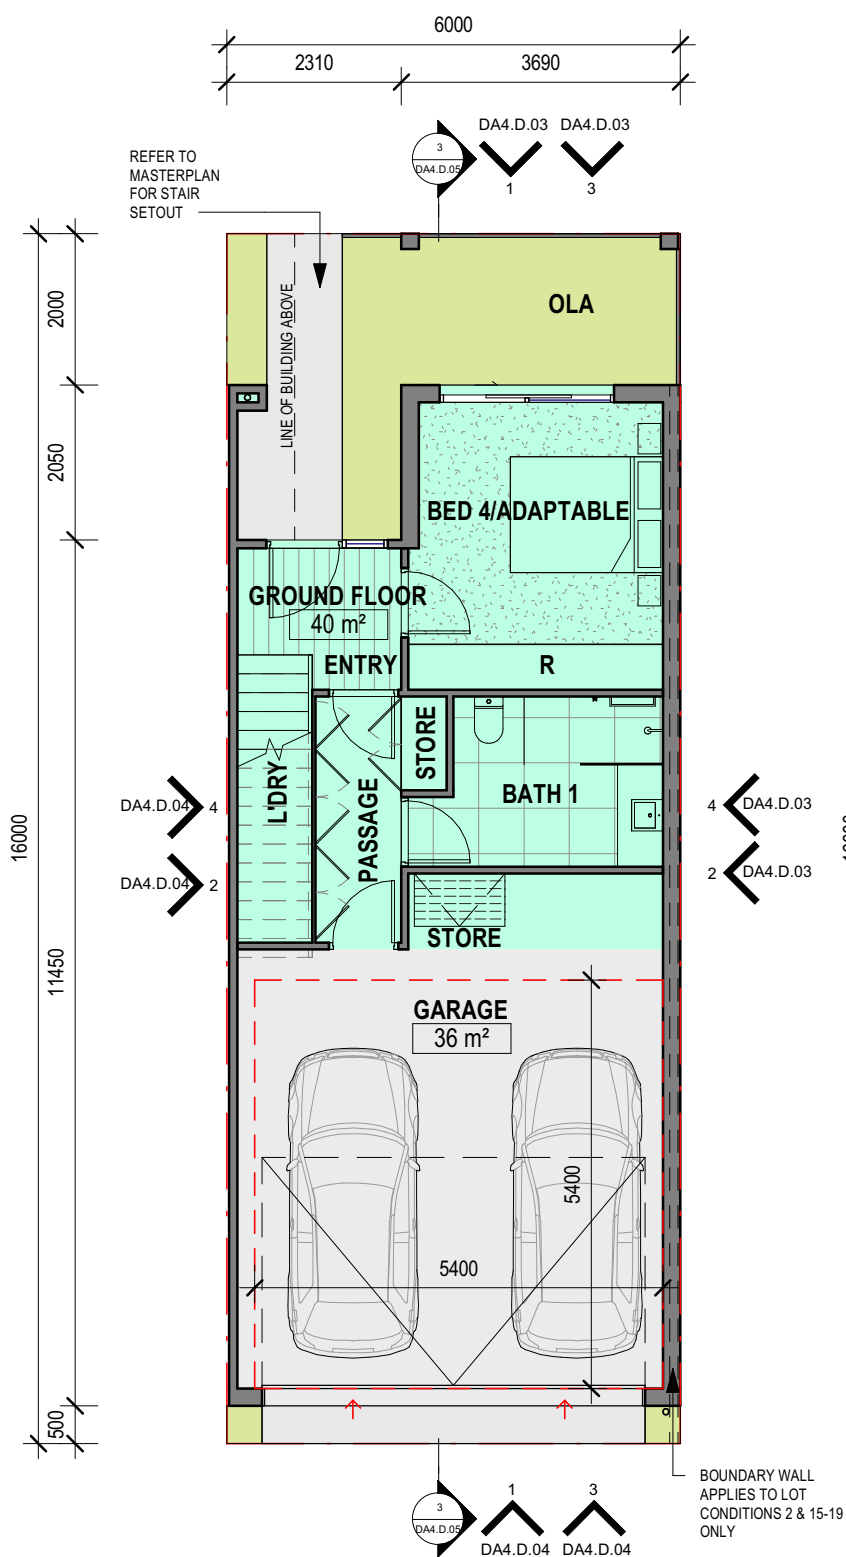 6000
2310
3690
DA4.D.03
DA4.D.03
3
DA4.D.05
1
3
REFER TO
MASTERPLAN
FOR STAIR
SETOUT
2000
OLA
LINE OF BUILDING ABOVE
2050
BED 4/ADAPTABLE
GROUND FLOOR
40 m²
ENTRY
R
STORE
L'DRY
PASSAGE
BATH 1
DA4.D.04
4
4
DA4.D.03
16000
DA4.D.04
2
2
DA4.D.03
STORE
11450
GARAGE
36 m²
5400
5400
500
BOUNDARY WALL
APPLIES TO LOT
CONDITIONS 2 & 15-19
ONLY
3
DA4.D.05
1
3
DA4.D.04
DA4.D.04